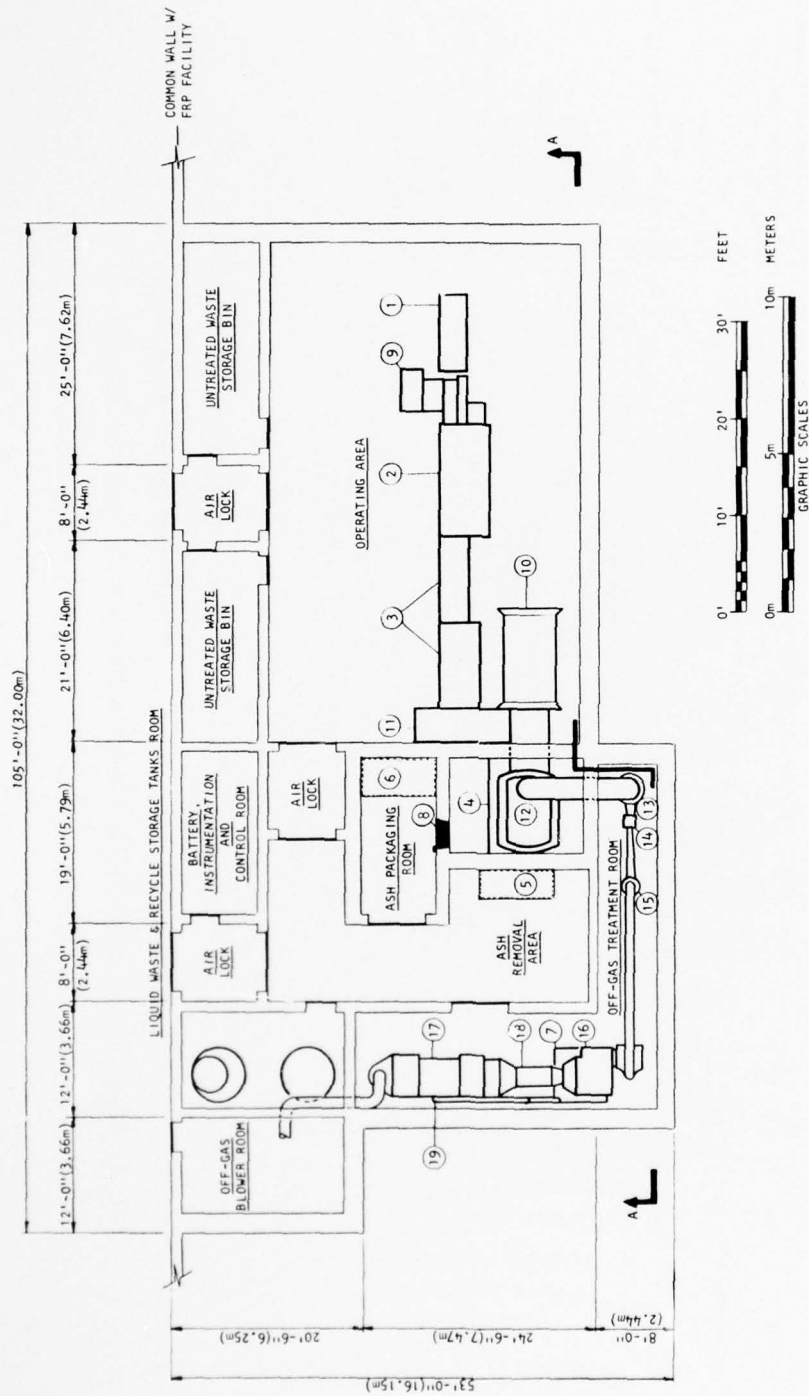 105'-0"(32.00m)
12'-0"(3.66m)
12'-0"(3.66m)
8'-0"
(2.44m)
19'-0"(5.79m)
21'-0"(6.40m)
8'-0"
(2.44m)
25'-0"(7.62m)
COMMON WALL W/
FRP FACILITY
LIQUID WASTE & RECYCLE STORAGE TANKS ROOM
53'-0"(16.15m)
20'-6"(6.25m)
24'-6"(7.47m)
8'-0"
(2.44m)
OFF-GAS
BLOWER ROOM
AIR
LOCK
BATTERY,
INSTRUMENTATION
AND
CONTROL ROOM
UNTREATED WASTE
STORAGE BIN
AIR
LOCK
UNTREATED WASTE
STORAGE BIN
AIR
LOCK
OPERATING AREA
ASH PACKAGING
ROOM
ASH
REMOVAL
AREA
OFF-GAS TREATMENT ROOM
1
2
3
4
5
6
7
8
9
10
11
12
13
14
15
16
17
18
19
A
A
0'
10'
20'
30'
FEET
0m
5m
10m
METERS
GRAPHIC SCALES